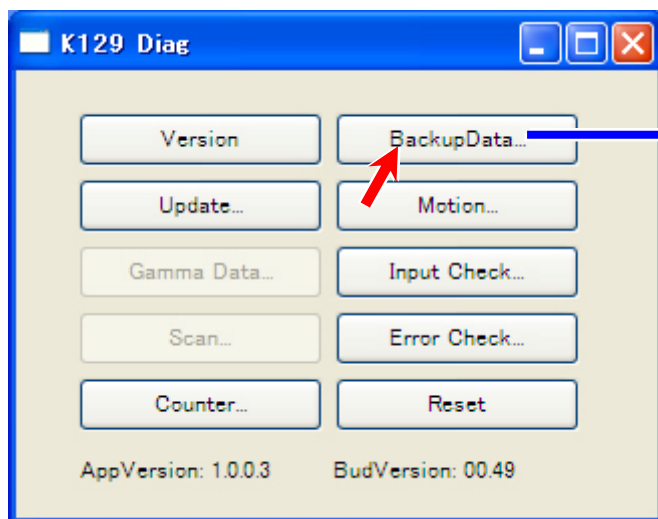 K129 Diag
Version
BackupData...
Update...
Motion...
Gamma Data...
Input Check...
Scan...
Error Check...
Counter...
Reset
AppVersion: 1.0.0.3
BudVersion: 00.49